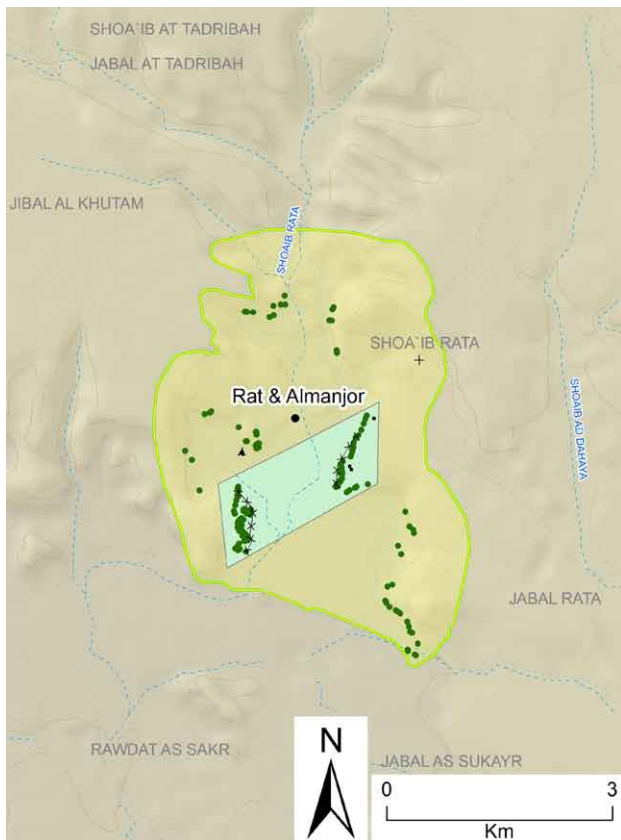 SHOA`IB AT TADRIBAH
JABAL AT TADRIBAH
JIBAL AL KHUTAM
SHOAIB RATA
SHOA`IB RATA
Rat & Almanjor
SHOAIB AD DAHAYA
JABAL RATA
RAWDAT AS SAKR
N
JABAL AS SUKAYR
0 3
Km